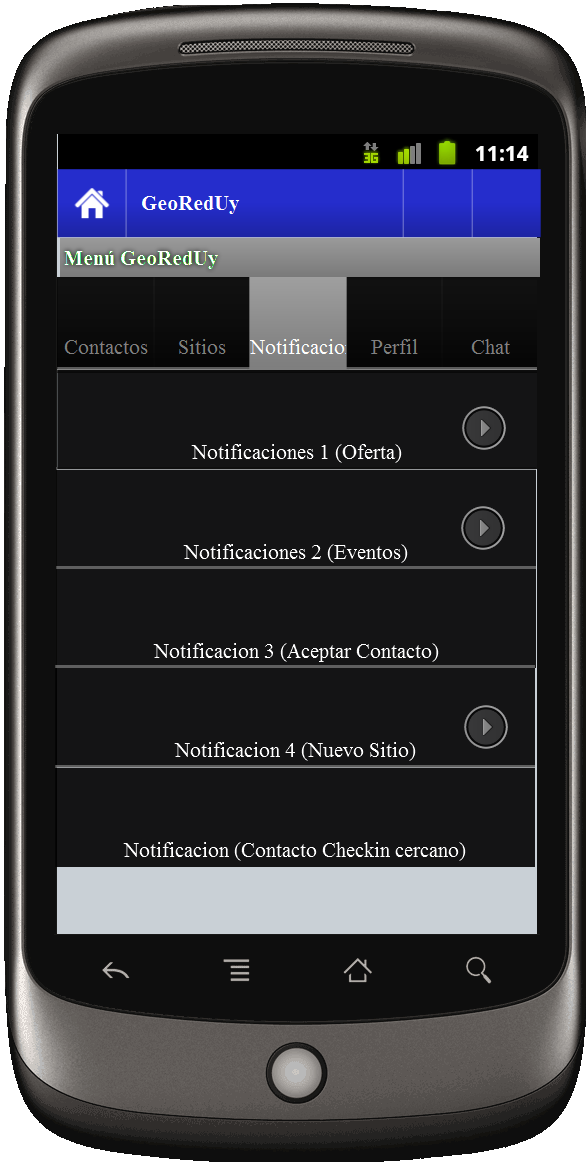 3G 11:14
GeoRedUy
Menú GeoRedUy
Contactos Sitios Notificacio Perfil Chat
Notificaciones 1 (Oferta)
Notificaciones 2 (Eventos)
Notificacion 3 (Aceptar Contacto)
Notificacion 4 (Nuevo Sitio)
Notificacion (Contacto Checkin cercano)